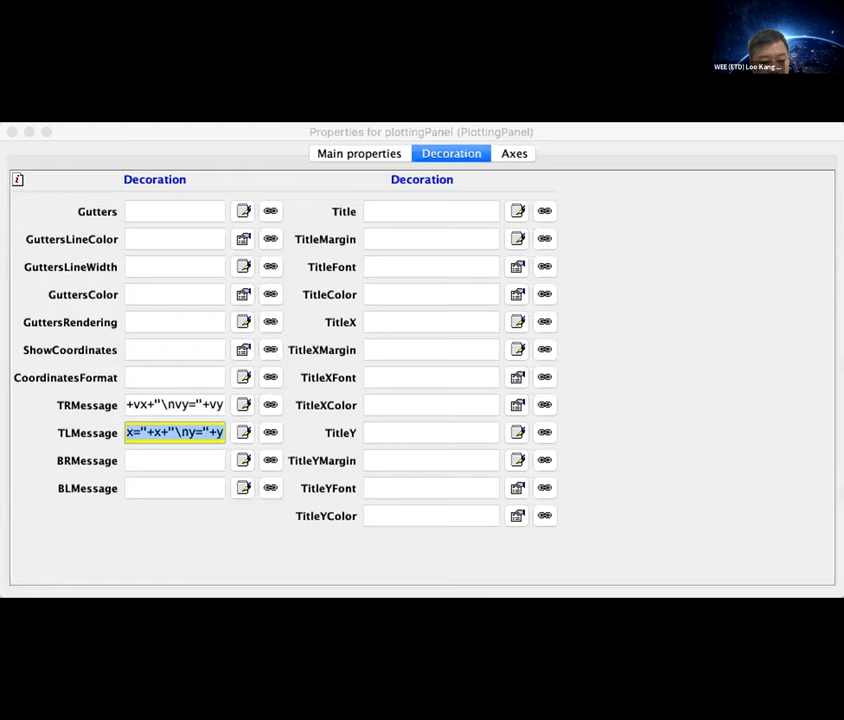 WEE (ETD) Loo Kang ...
Properties for plottingPanel (PlottingPanel)
Main properties Decoration Axes
Decoration Decoration
Gutters Title
GuttersLineColor TitleMargin
GuttersLineWidth TitleFont
GuttersColor TitleColor
GuttersRendering TitleX
ShowCoordinates TitleXMargin
CoordinatesFormat TitleXFont
TRMessage +vx+"\nvy="+vy TitleXColor
TLMessage x="+x+"\ny="+y TitleY
BRMessage TitleYMargin
BLMessage TitleYFont
TitleYColor